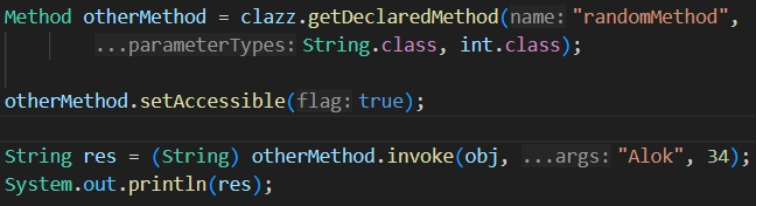 Method otherMethod = clazz.getDeclaredMethod(name: "randomMethod",
...parameterTypes: String.class, int.class);
otherMethod.setAccessible(flag: true);
String res = (String) otherMethod.invoke(obj, ...args: "Alok", 34);
System.out.println(res);